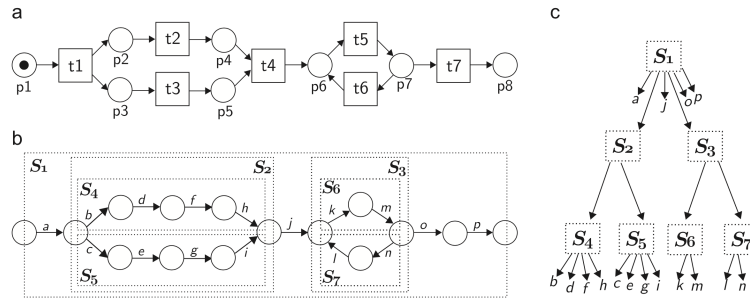 a
t2 t5
t1 p2 p4 t4 t7
p1 t3 p6 t6 p7 p8
p3 p5
b
S1 S2 S3
S4 S6
d f
b h k m
a j o p
c e g i l n
S5 S7
c
S1
a j o p
S2 S3
S4 S5 S6 S7
b d f h c e g i k m l n